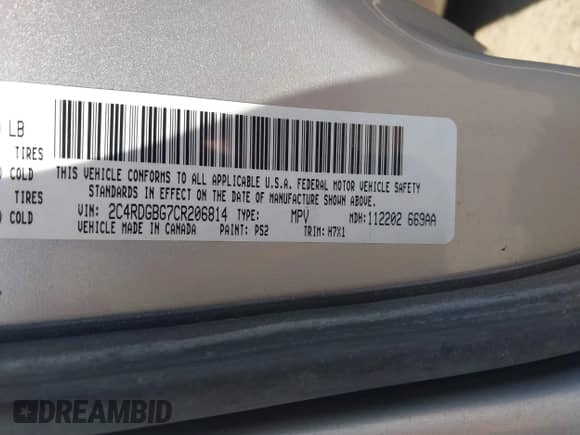 LB
TIRES
COLD
TIRES
COLD
THIS VEHICLE CONFORMS TO ALL APPLICABLE U.S.A. FEDERAL MOTOR VEHICLE SAFETY
STANDARDS IN EFFECT ON THE DATE OF MANUFACTURE SHOWN ABOVE.
VIN: 2C4RDGBG7CR206814 TYPE: MPV MDH:112202 669AA
VEHICLE MADE IN CANADA PAINT: PS2 TRIM: H7X1
DREAMBID